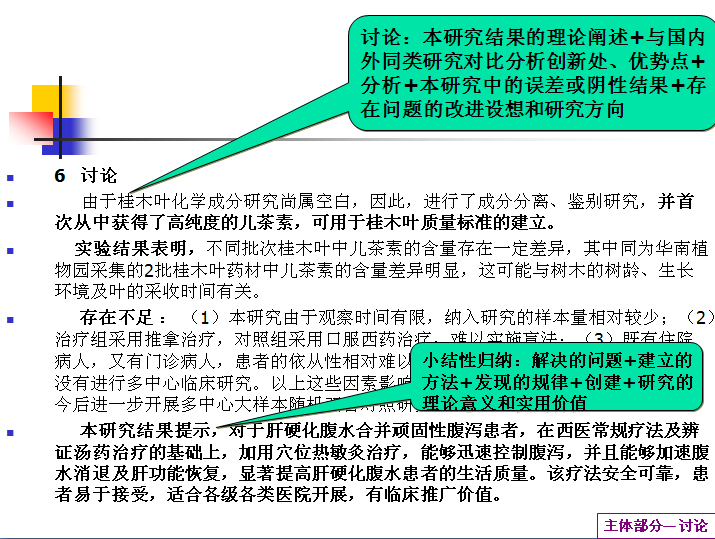 讨论：本研究结果的理论阐述+与国内
外同类研究对比分析创新处、优势点+
分析+本研究中的误差或阴性结果+存
在问题的改进设想和研究方向
6 讨论
由于桂木叶化学成分研究尚属空白，因此，进行了成分分离、鉴别研究，并首
次从中获得了高纯度的儿茶素，可用于桂木叶质量标准的建立。
实验结果表明，不同批次桂木叶中儿茶素的含量存在一定差异，其中同为华南植
物园采集的2批桂木叶药材中儿茶素的含量差异明显，这可能与树木的树龄、生长
环境及叶的采收时间有关。
存在不足：（1）本研究由于观察时间有限，纳入研究的样本量相对较少；（2）
治疗组采用推拿治疗，对照组采用口服西药治疗，难以实施盲法；（3）既有住院
病人，又有门诊病人，患者的依从性相对难以
没有进行多中心临床研究。以上这些因素影响
今后进一步开展多中心大样本随机
小结性归纳：解决的问题+建立的
方法+发现的规律+创建+研究的
理论意义和实用价值
本研究结果提示，对于肝硬化腹水合并顽固性腹泻患者，在西医常规疗法及辨
证汤药治疗的基础上，加用穴位热敏灸治疗，能够迅速控制腹泻，并且能够加速腹
水消退及肝功能恢复，显著提高肝硬化腹水患者的生活质量。该疗法安全可靠，患
者易于接受，适合各级各类医院开展，有临床推广价值。
主体部分—讨论